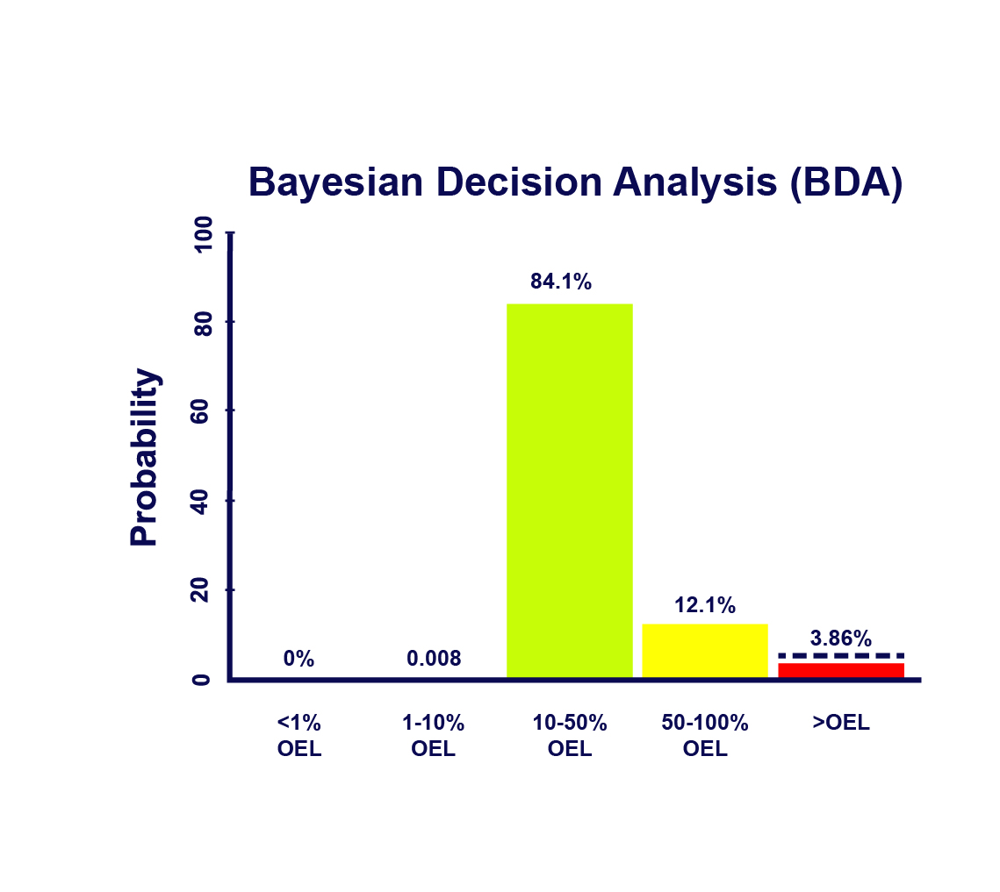 Bayesian Decision Analysis (BDA)
Probability
100
80
60
40
20
0
0%
0.008
84.1%
12.1%
3.86%
<1%
OEL
1-10%
OEL
10-50%
OEL
50-100%
OEL
>OEL